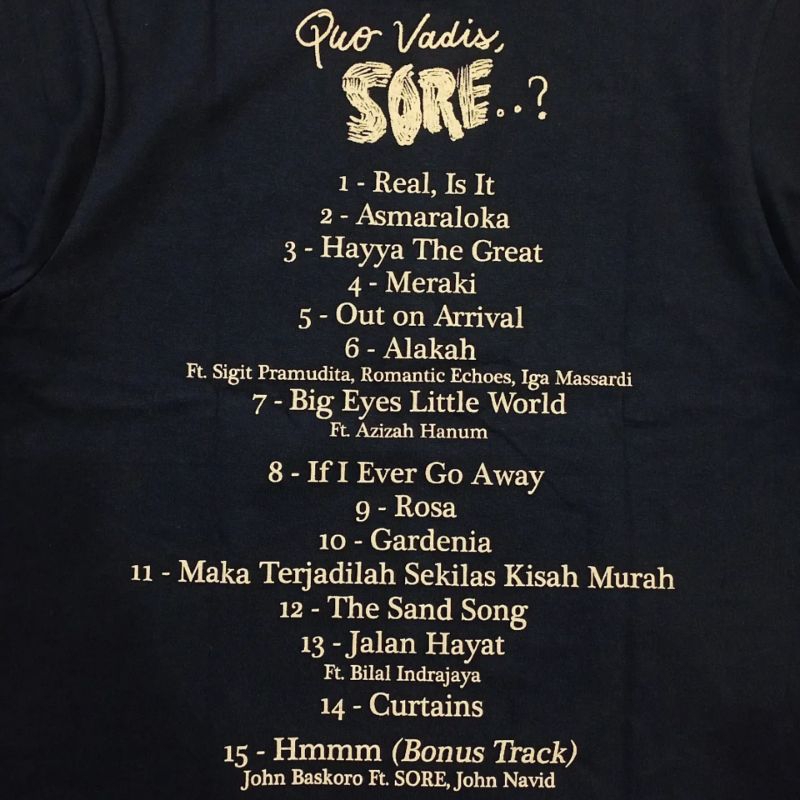 Quo Vadis,
SORE..?
1 - Real, Is It
2 - Asmaraloka
3 - Hayya The Great
4 - Meraki
5 - Out on Arrival
6 - Alakah
Ft. Sigit Pramudita, Romantic Echoes, Iga Massardi
7 - Big Eyes Little World
Ft. Azizah Hanum
8 - If I Ever Go Away
9 - Rosa
10 - Gardenia
11 - Maka Terjadilah Sekilas Kisah Murah
12 - The Sand Song
13 - Jalan Hayat
Ft. Bilal Indrajaya
14 - Curtains
15 - Hmmm (Bonus Track)
John Baskoro Ft. SORE, John Navid